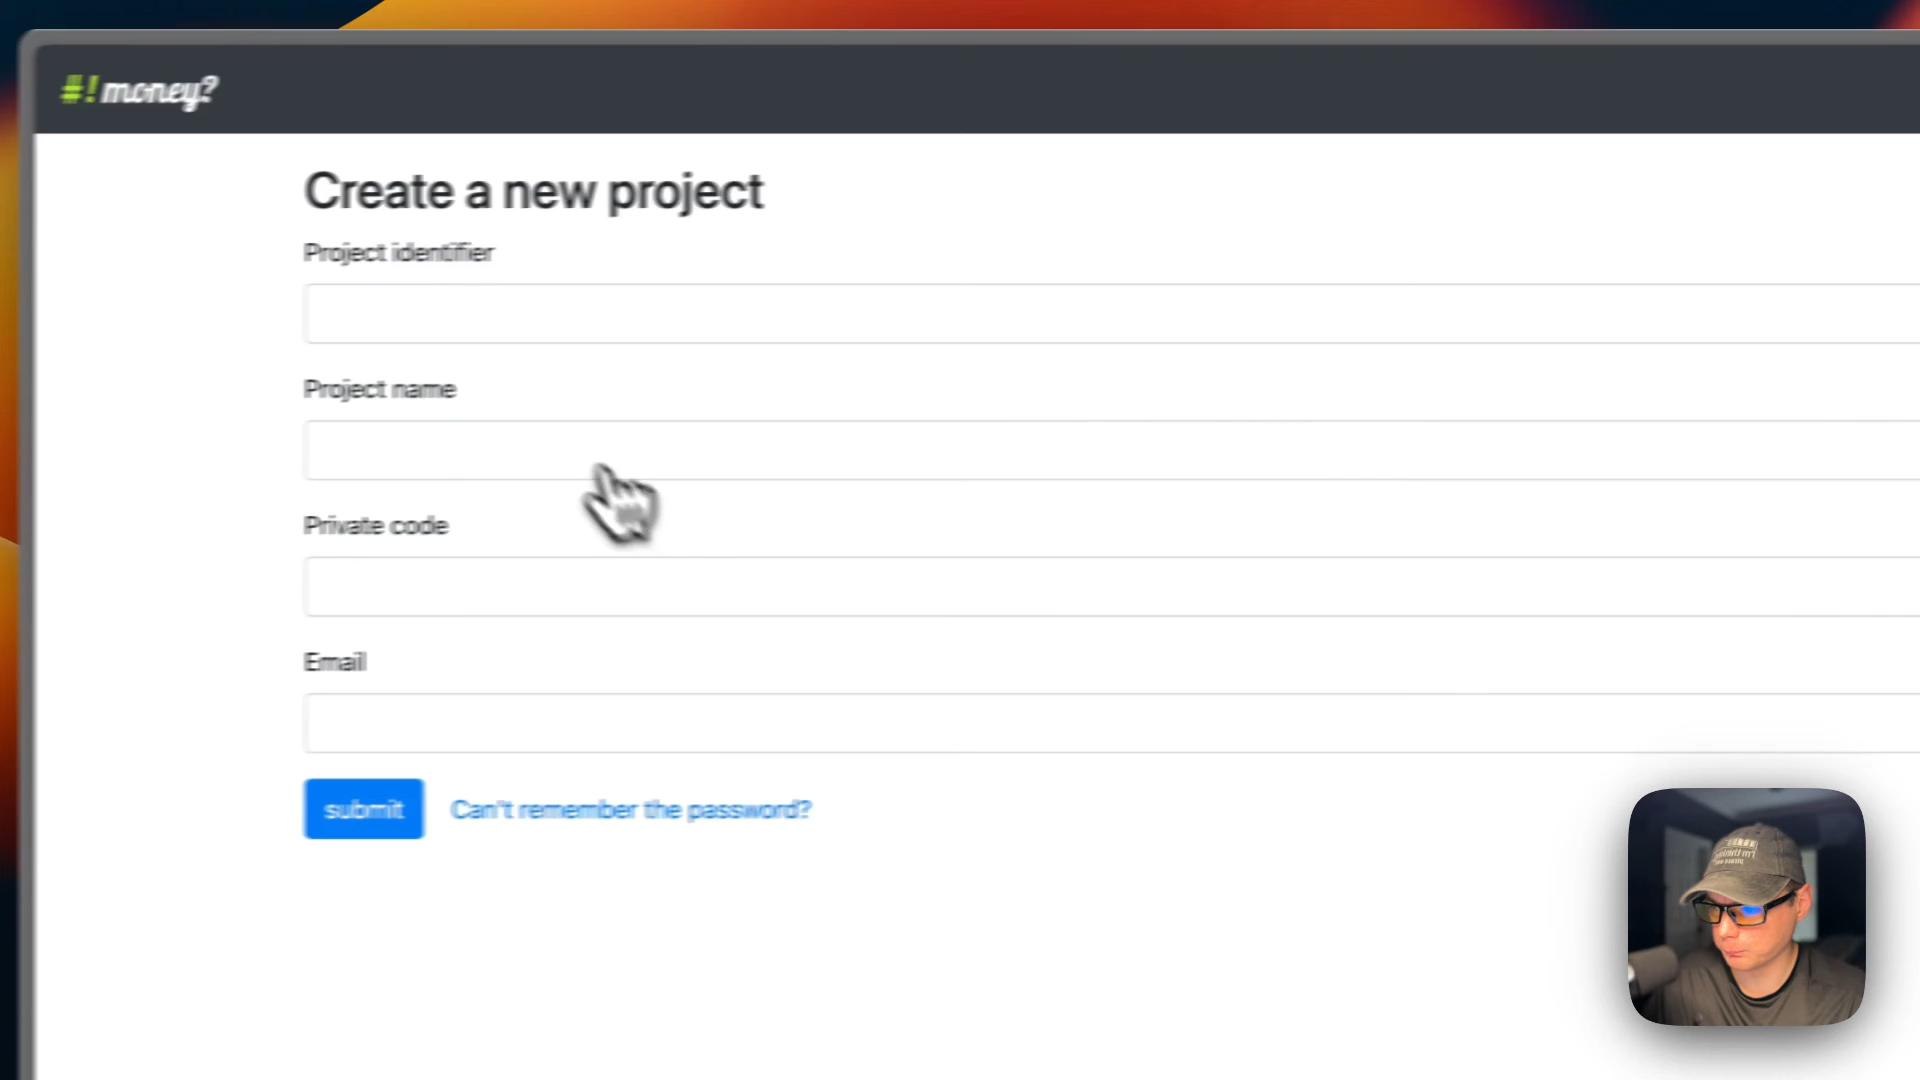 #!money?
Create a new project
Project identifier
Project name
Private code
Email
submit Can't remember the password?